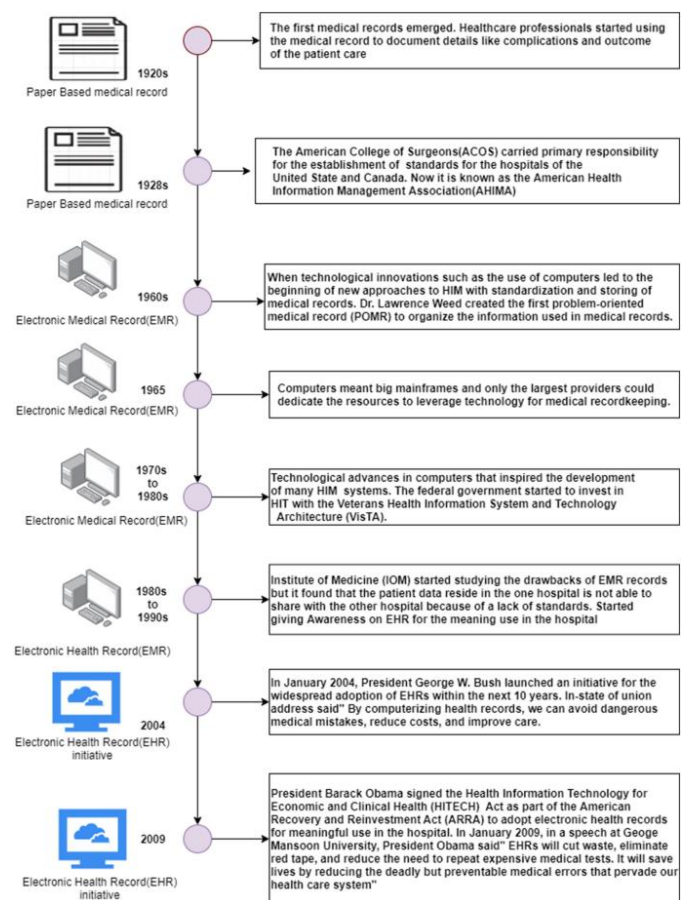 1920s
Paper Based medical record
The first medical records emerged. Healthcare professionals started using
the medical record to document details like complications and outcome
of the patient care
1928s
Paper Based medical record
The American College of Surgeons(ACOS) carried primary responsibility
for the establishment of standards for the hospitals of the
United State and Canada. Now it is known as the American Health
Information Management Association(AHIMA)
1960s
Electronic Medical Record(EMR)
When technological innovations such as the use of computers led to the
beginning of new approaches to HIM with standardization and storing of
medical records. Dr. Lawrence Weed created the first problem-oriented
medical record (POMR) to organize the information used in medical records.
1965
Electronic Medical Record(EMR)
Computers meant big mainframes and only the largest providers could
dedicate the resources to leverage technology for medical recordkeeping.
1970s
to
1980s
Electronic Medical Record(EMR)
Technological advances in computers that inspired the development
of many HIM systems. The federal government started to invest in
HIT with the Veterans Health Information System and Technology
Architecture (VisTA).
1980s
to
1990s
Electronic Health Record(EMR)
Institute of Medicine (IOM) started studying the drawbacks of EMR records
but it found that the patient data reside in the one hospital is not able to
share with the other hospital because of a lack of standards. Started
giving Awareness on EHR for the meaning use in the hospital
2004
Electronic Health Record(EHR)
initiative
In January 2004, President George W. Bush launched an initiative for the
widespread adoption of EHRs within the next 10 years. In-state of union
address said" By computerizing health records, we can avoid dangerous
medical mistakes, reduce costs, and improve care.
2009
Electronic Health Record(EHR)
initiative
President Barack Obama signed the Health Information Technology for
Economic and Clinical Health (HITECH) Act as part of the American
Recovery and Reinvestment Act (ARRA) to adopt electronic health records
for meaningful use in the hospital. In January 2009, in a speech at Geoge
Mansoon University, President Obama said" EHRs will cut waste, eliminate
red tape, and reduce the need to repeat expensive medical tests. It will save
lives by reducing the deadly but preventable medical errors that pervade our
health care system"